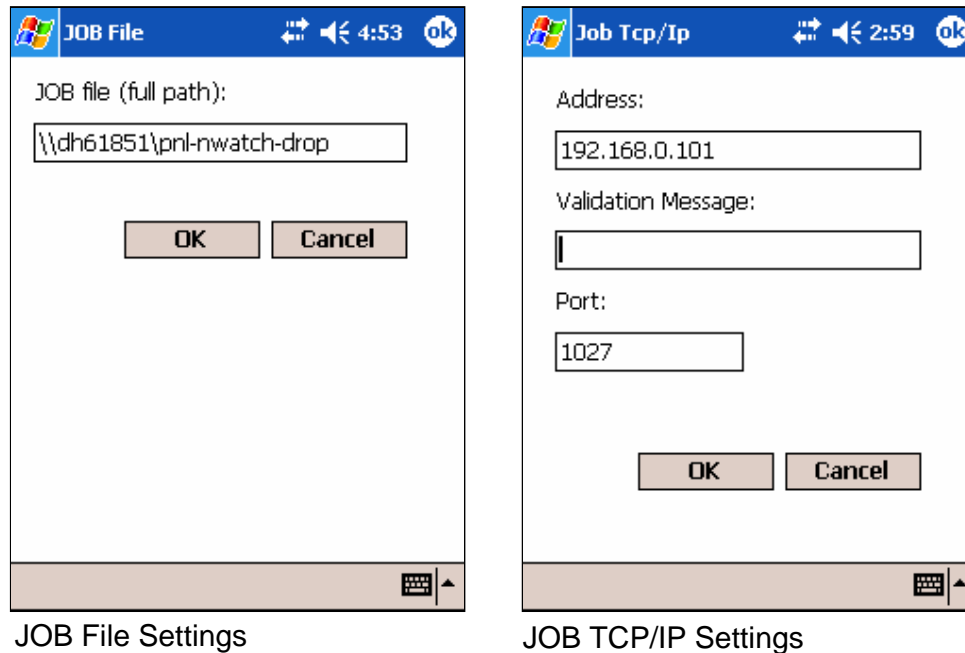 JOB File 4:53 ok
JOB file (full path):
\\dh61851\pnl-nwatch-drop
OK Cancel
JOB File Settings
Job Tcp/Ip 2:59 ok
Address:
192.168.0.101
Validation Message:
Port:
1027
OK Cancel
JOB TCP/IP Settings